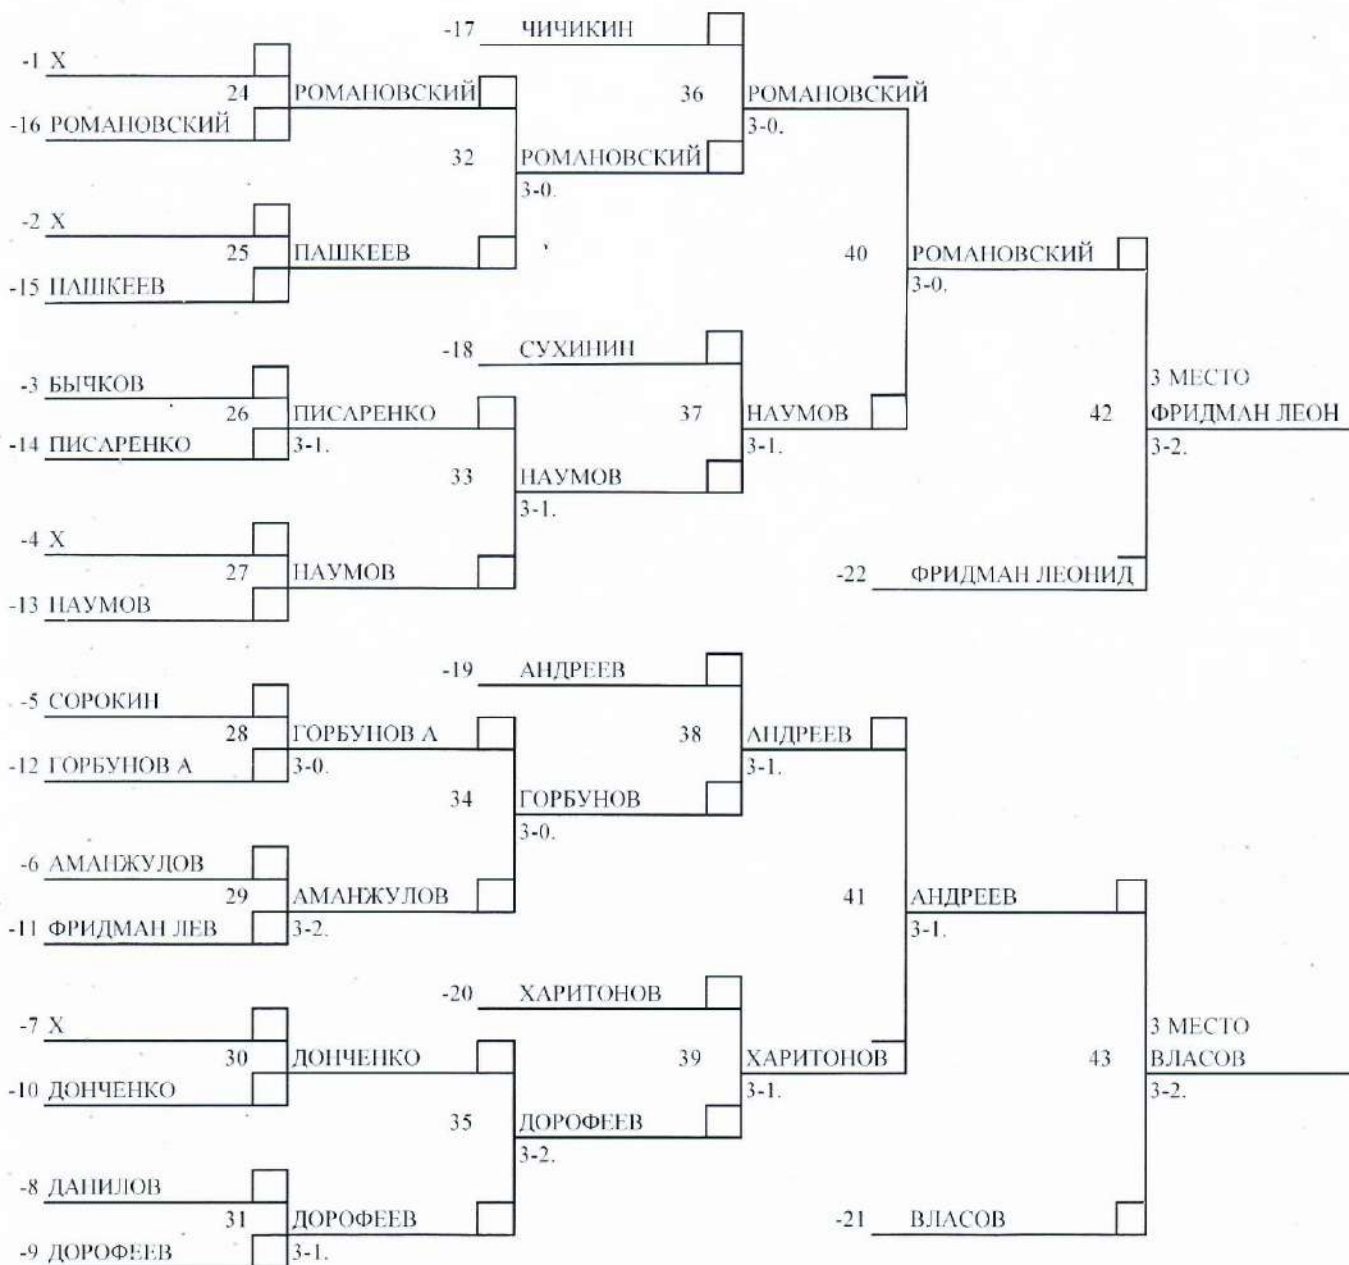 -17 ЧИЧИКИН
-1 X
24 РОМАНОВСКИЙ
36 РОМАНОВСКИЙ
-16 РОМАНОВСКИЙ
3-0.
32 РОМАНОВСКИЙ
3-0.
-2 X
25 ПАШКЕЕВ
40 РОМАНОВСКИЙ
-15 ПАШКЕЕВ
3-0.
-18 СУХИНИН
-3 БЫЧКОВ
3 МЕСТО
26 ПИСАРЕНКО
37 НАУМОВ
42 ФРИДМАН ЛЕОН
-14 ПИСАРЕНКО
3-1.
3-1.
3-2.
33 НАУМОВ
3-1.
-4 X
27 НАУМОВ
-22 ФРИДМАН ЛЕОНИД
-13 НАУМОВ
-19 АНДРЕЕВ
-5 СОРОКИН
28 ГОРБУНОВ А
38 АНДРЕЕВ
-12 ГОРБУНОВ А
3-0.
3-1.
34 ГОРБУНОВ
3-0.
-6 АМАНЖУЛОВ
29 АМАНЖУЛОВ
41 АНДРЕЕВ
-11 ФРИДМАН ЛЕВ
3-2.
3-1.
-20 ХАРИТОНОВ
-7 X
3 МЕСТО
30 ДОНЧЕНКО
39 ХАРИТОНОВ
43 ВЛАСОВ
-10 ДОНЧЕНКО
3-1.
3-2.
35 ДОРОФЕЕВ
3-2.
-8 ДАНИЛОВ
31 ДОРОФЕЕВ
-21 ВЛАСОВ
-9 ДОРОФЕЕВ
3-1.